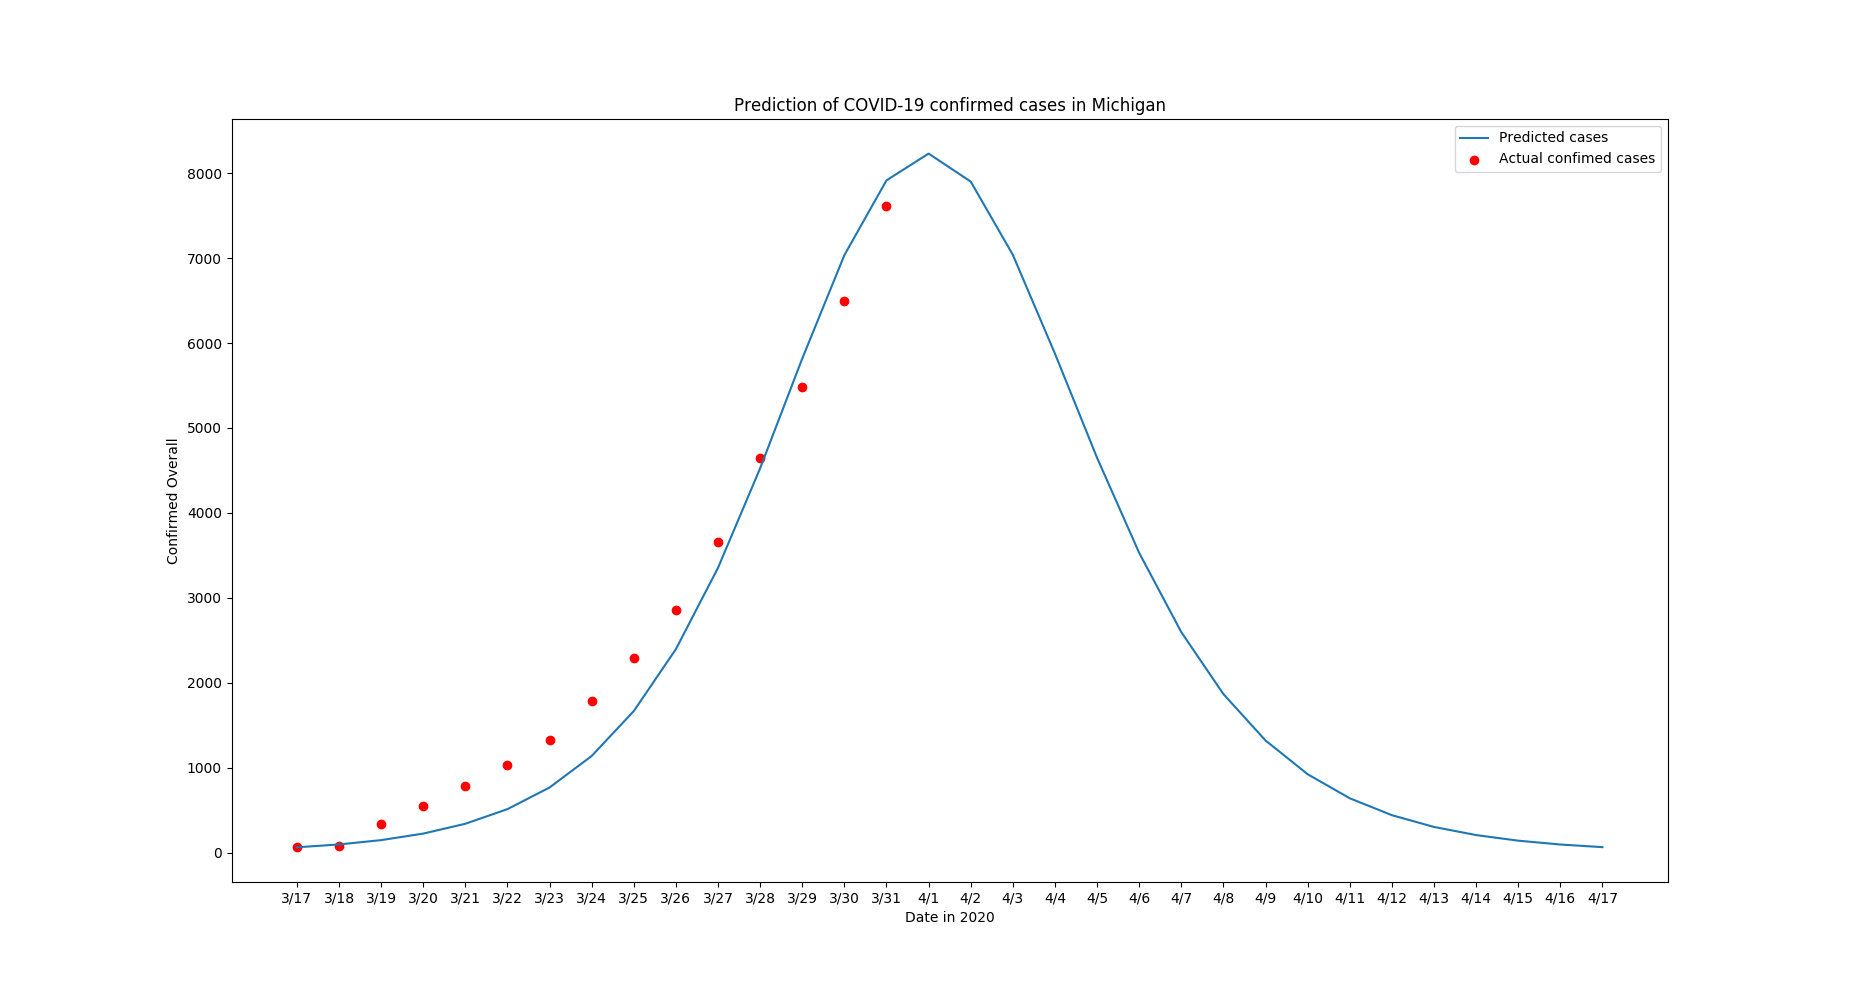 Prediction of COVID-19 confirmed cases in Michigan
Predicted cases
Actual confimed cases
8000
7000
6000
5000
4000
3000
2000
1000
0
Confirmed Overall
3/17 3/18 3/19 3/20 3/21 3/22 3/23 3/24 3/25 3/26 3/27 3/28 3/29 3/30 3/31 4/1 4/2 4/3 4/4 4/5 4/6 4/7 4/8 4/9 4/10 4/11 4/12 4/13 4/14 4/15 4/16 4/17
Date in 2020